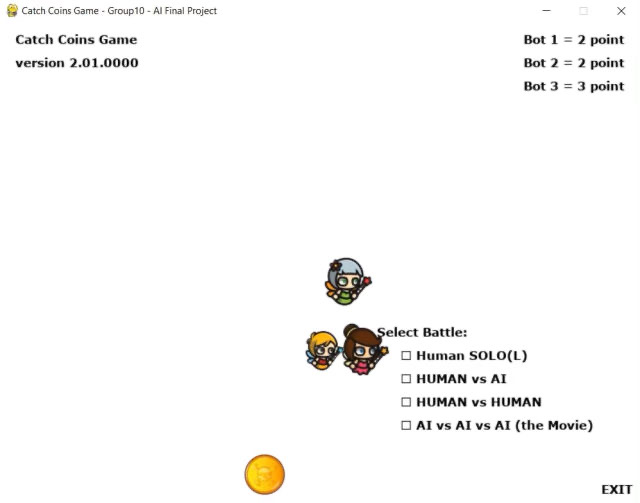 Catch Coins Game - Group10 - AI Final Project
Catch Coins Game
version 2.01.0000
Bot 1 = 2 point
Bot 2 = 2 point
Bot 3 = 3 point
Select Battle:
☐ Human SOLO(L)
☐ HUMAN vs AI
☐ HUMAN vs HUMAN
☐ AI vs AI vs AI (the Movie)
EXIT